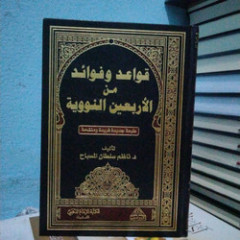 قواعد وفوائد
من
الأربعين النووية
طبعة جديدة مزيدة ومنقحة
تأليف
د. ناظم سلطان المسباح